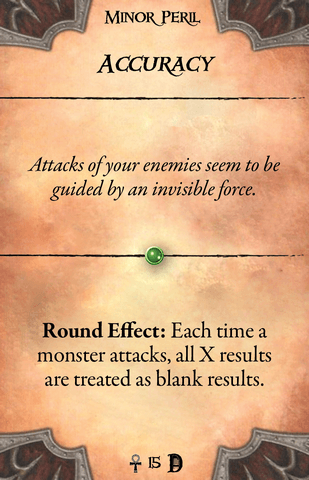 Minor Peril
Accuracy
Attacks of your enemies seem to be
guided by an invisible force.
Round Effect: Each time a
monster attacks, all X results
are treated as blank results.
15 D